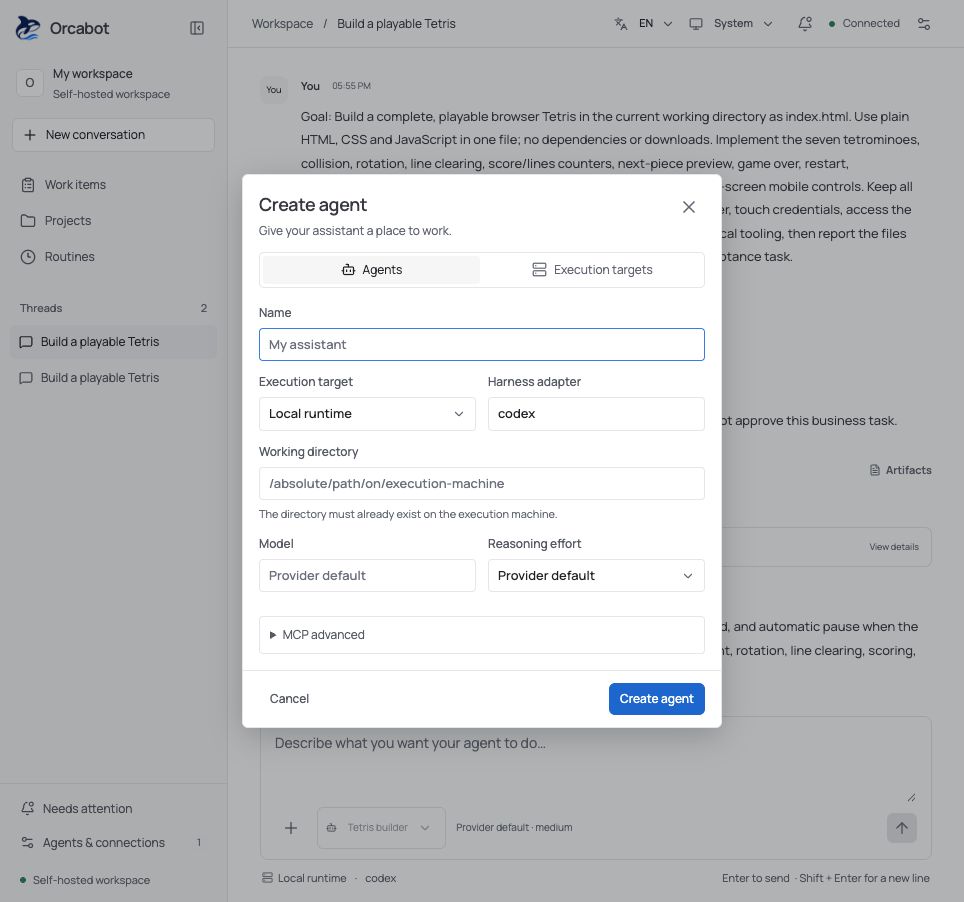 Orcabot
Workspace / Build a playable Tetris
EN
System
Connected
O
My workspace
Self-hosted workspace
New conversation
Work items
Projects
Routines
Threads 2
Build a playable Tetris
Build a playable Tetris
Needs attention
Agents & connections 1
Self-hosted workspace
You
You 05:55 PM
Goal: Build a complete, playable browser Tetris in the current working directory as index.html. Use plain
HTML, CSS and JavaScript in one file; no dependencies or downloads. Implement the seven tetrominoes,
collision, rotation, line clearing, score/lines counters, next-piece preview, game over, restart,
-screen mobile controls. Keep all
r, touch credentials, access the
cal tooling, then report the files
ptance task.
ot approve this business task.
Artifacts
View details
d, and automatic pause when the
nt, rotation, line clearing, scoring,
Create agent
Give your assistant a place to work.
Agents
Execution targets
Name
My assistant
Execution target
Harness adapter
Local runtime
codex
Working directory
/absolute/path/on/execution-machine
The directory must already exist on the execution machine.
Model
Reasoning effort
Provider default
Provider default
MCP advanced
Cancel
Create agent
Describe what you want your agent to do...
Tetris builder
Provider default · medium
Local runtime · codex
Enter to send · Shift + Enter for a new line